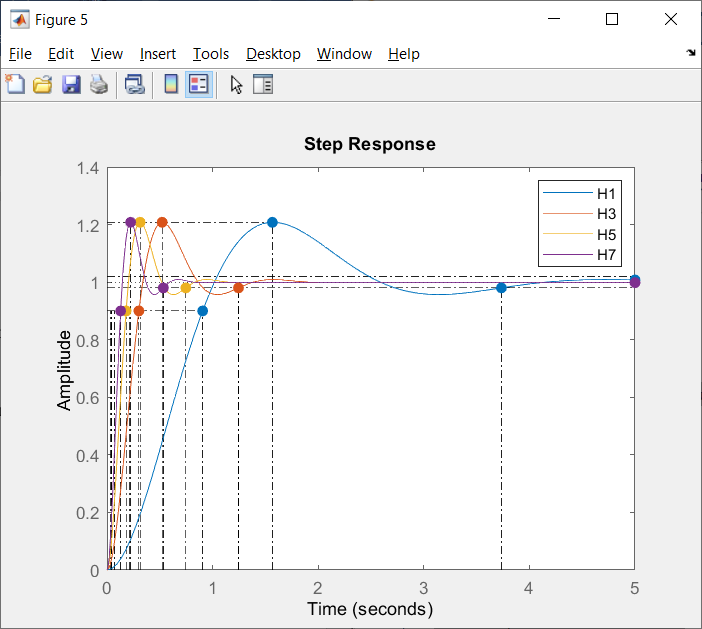 Figure 5
File Edit View Insert Tools Desktop Window Help
Step Response
1.4
1.2
1
0.8
0.6
0.4
0.2
0
Amplitude
H1
H3
H5
H7
0 1 2 3 4 5
Time (seconds)